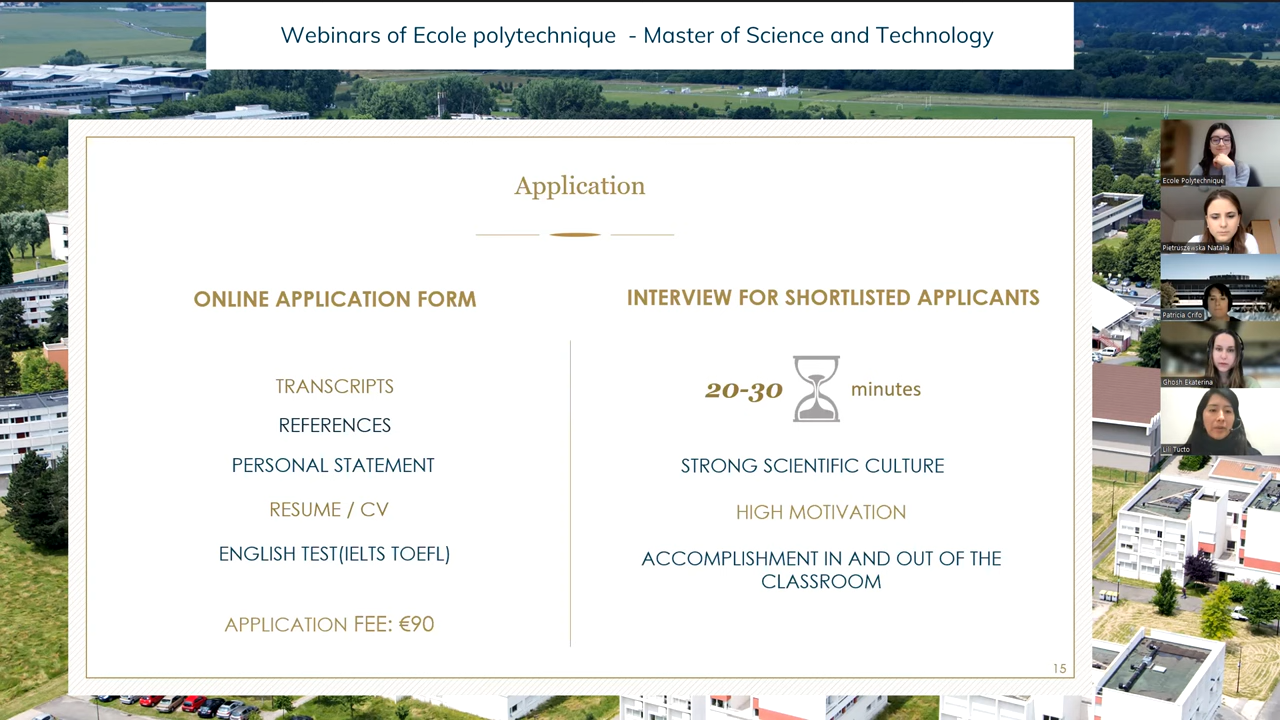 Webinars of Ecole polytechnique - Master of Science and Technology
Application
ONLINE APPLICATION FORM
TRANSCRIPTS
REFERENCES
PERSONAL STATEMENT
RESUME / CV
ENGLISH TEST(IELTS TOEFL)
APPLICATION FEE: €90
INTERVIEW FOR SHORTLISTED APPLICANTS
20-30 minutes
STRONG SCIENTIFIC CULTURE
HIGH MOTIVATION
ACCOMPLISHMENT IN AND OUT OF THE
CLASSROOM
15
Ecole Polytechnique
Pietruszewska Natalia
Patricia Crifo
Ghosh Ekaterina
Lili Tucto